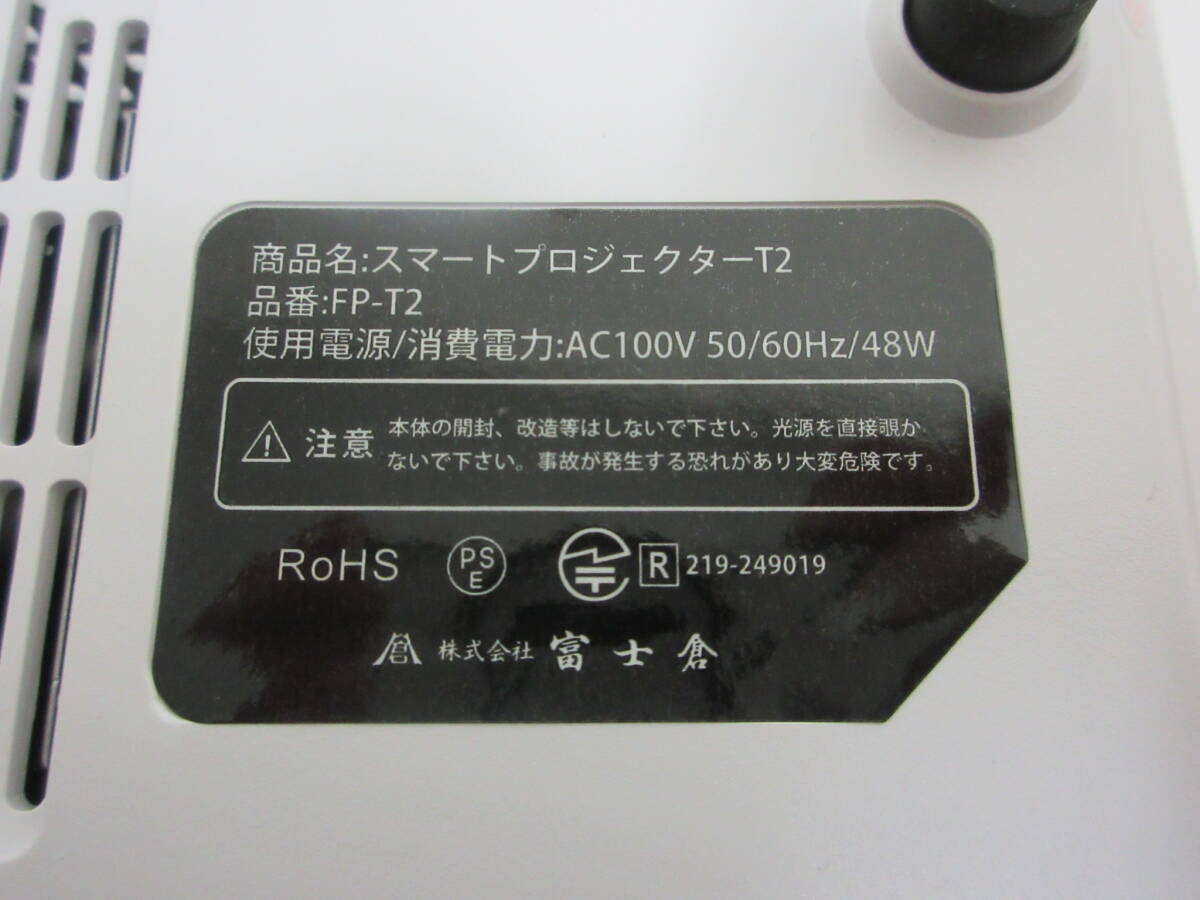 商品名:スマートプロジェクターT2
品番:FP-T2
使用電源/消費電力:AC100V 50/60Hz/48W
注意
本体の開封、改造等はしないで下さい。光源を直接覗か
ないで下さい。事故が発生する恐れがあり大変危険です。
RoHS PSE R 219-249019
株式会社 富士倉